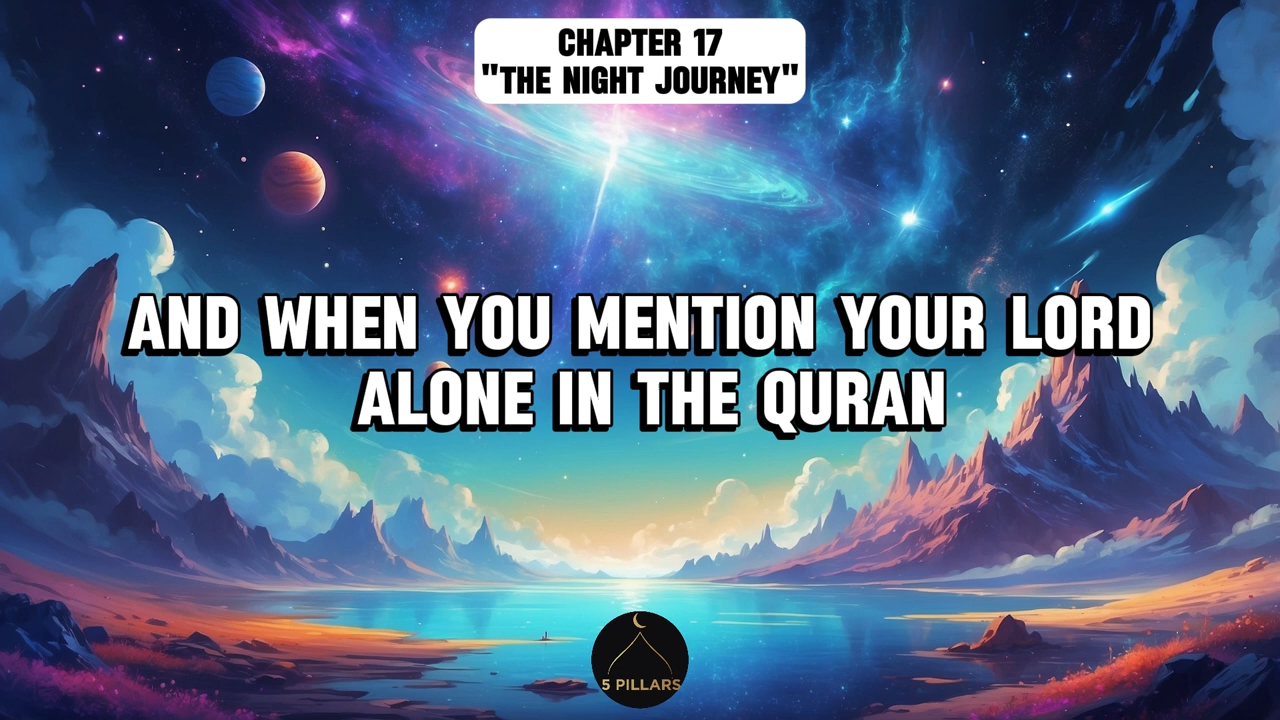 CHAPTER 17
"THE NIGHT JOURNEY"
AND WHEN YOU MENTION YOUR LORD
ALONE IN THE QURAN
5 PILLARS